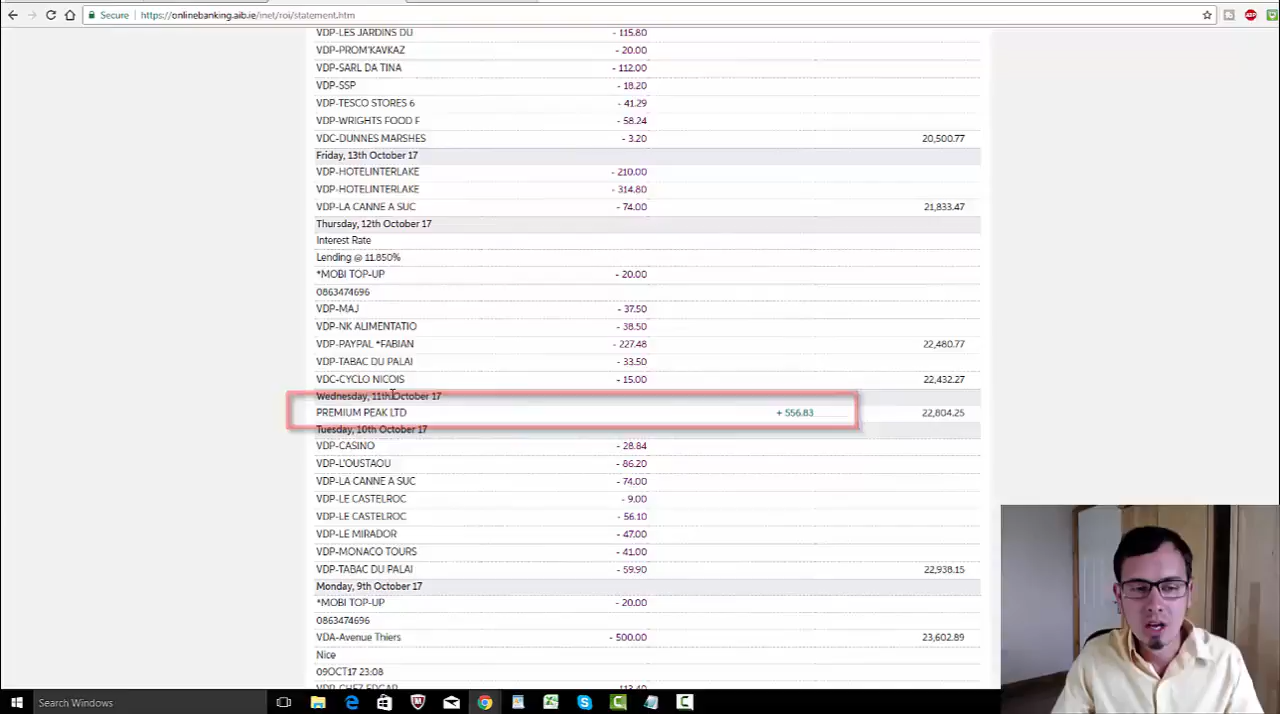 Secure https://onlinebanking.aib.ie/inet/roi/statement.htm
VDP-LES JARDINS DU - 115.80
VDP-PROM'KAVKAZ - 20.00
VDP-SARL DA TINA - 112.00
VDP-SSP - 18.20
VDP-TESCO STORES 6 - 41.29
VDP-WRIGHTS FOOD F - 58.24
VDC-DUNNES MARSHES - 3.20 20,500.77
Friday, 13th October 17
VDP-HOTELINTERLAKE - 210.00
VDP-HOTELINTERLAKE - 314.80
VDP-LA CANNE A SUC - 74.00 21,833.47
Thursday, 12th October 17
Interest Rate
Lending @ 11.850%
*MOBI TOP-UP - 20.00
0863474696
VDP-MAJ - 37.50
VDP-NK ALIMENTATIO - 38.50
VDP-PAYPAL *FABIAN - 227.48 22,480.77
VDP-TABAC DU PALAI - 33.50
VDC-CYCLO NICOIS - 15.00 22,432.27
Wednesday, 11th October 17
PREMIUM PEAK LTD + 556.83 22,804.25
Tuesday, 10th October 17
VDP-CASINO - 28.84
VDP-L'OUSTAOU - 86.20
VDP-LA CANNE A SUC - 74.00
VDP-LE CASTELROC - 9.00
VDP-LE CASTELROC - 56.10
VDP-LE MIRADOR - 47.00
VDP-MONACO TOURS - 41.00
VDP-TABAC DU PALAI - 59.90 22,938.15
Monday, 9th October 17
*MOBI TOP-UP - 20.00
0863474696
VDA-Avenue Thiers - 500.00 23,602.89
Nice
09OCT17 23:08
VDP-CHEZ EDGAR - 113.40
Search Windows